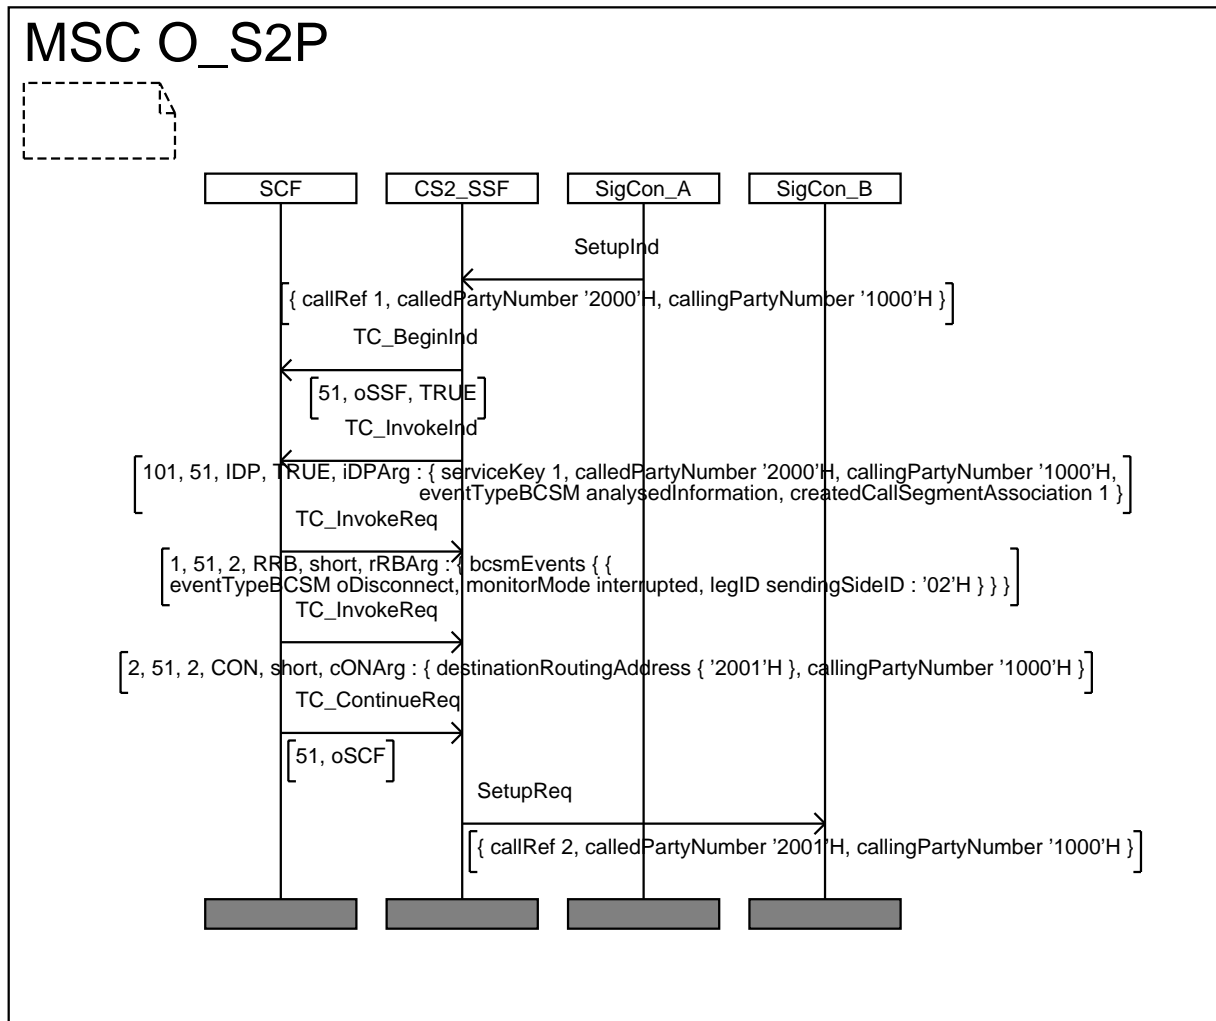 MSC O_S2P
SCF
CS2_SSF
SigCon_A
SigCon_B
SetupInd
{ callRef 1, calledPartyNumber ’2000’H, callingPartyNumber ’1000’H }
TC_BeginInd
51, oSSF, TRUE
TC_InvokeInd
101, 51, IDP, TRUE, iDPArg : { serviceKey 1, calledPartyNumber ’2000’H, callingPartyNumber ’1000’H,
eventTypeBCSM analysedInformation, createdCallSegmentAssociation 1 }
TC_InvokeReq
1, 51, 2, RRB, short, rRBArg : { bcsmEvents { {
eventTypeBCSM oDisconnect, monitorMode interrupted, legID sendingSideID : ’02’H } } }
TC_InvokeReq
2, 51, 2, CON, short, cONArg : { destinationRoutingAddress { ’2001’H }, callingPartyNumber ’1000’H }
TC_ContinueReq
51, oSCF
SetupReq
{ callRef 2, calledPartyNumber ’2001’H, callingPartyNumber ’1000’H }